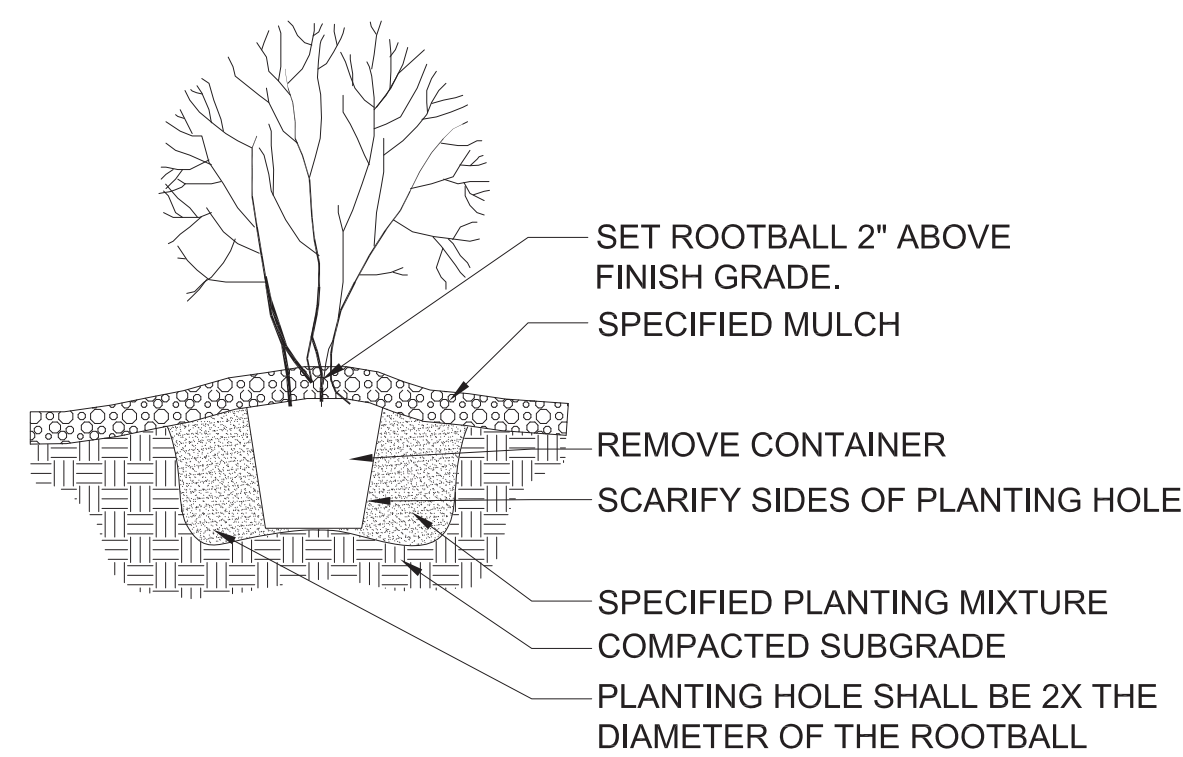 SET ROOTBALL 2" ABOVE
FINISH GRADE.
SPECIFIED MULCH
REMOVE CONTAINER
SCARIFY SIDES OF PLANTING HOLE
SPECIFIED PLANTING MIXTURE
COMPACTED SUBGRADE
PLANTING HOLE SHALL BE 2X THE
DIAMETER OF THE ROOTBALL